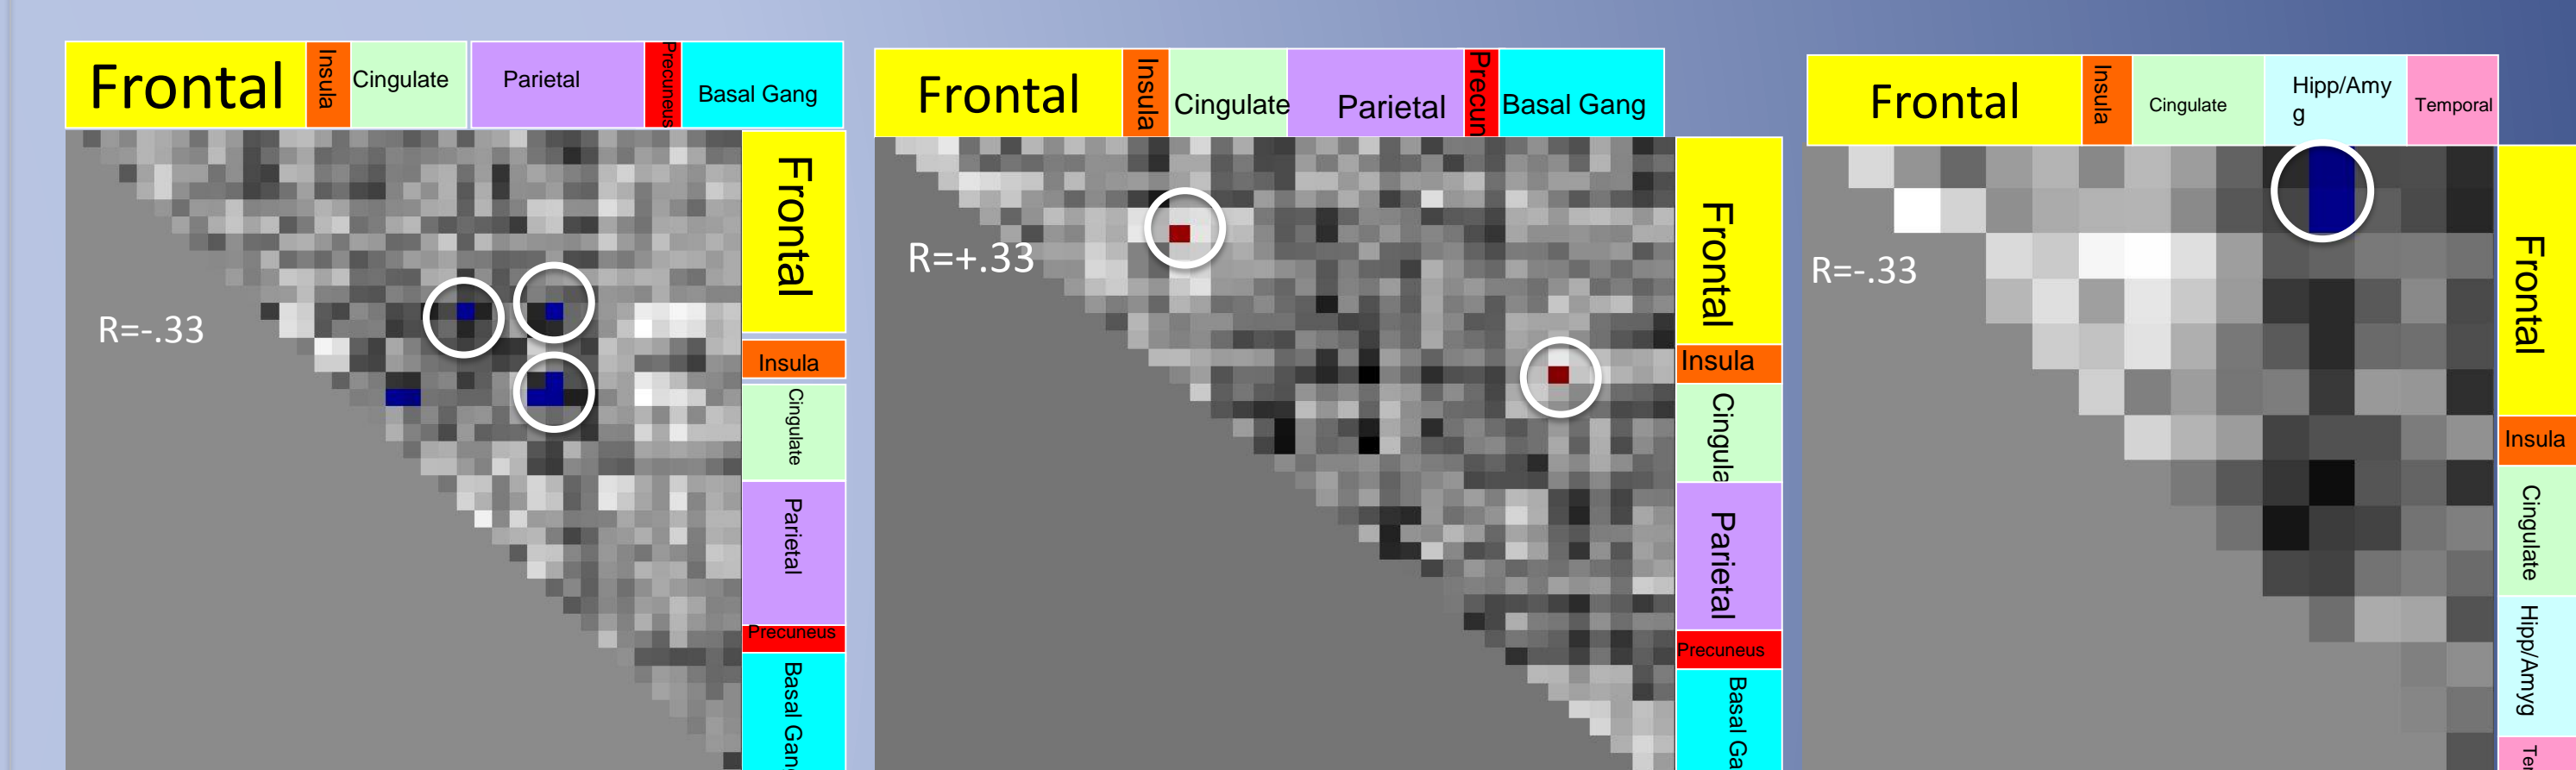 Frontal
Insula
Cingulate
Parietal
Precuneus
Basal Gang
Frontal
Insula
Cingulate
Parietal
Precuneus
Basal Gang
R=-.33
Frontal
Insula
Cingulate
Parietal
Precun
Basal Gang
Frontal
Insula
Cingula
Parietal
Precuneus
Basal Ga
R=+.33
Frontal
Insula
Cingulate
Hipp/Amy
g
Temporal
Frontal
Insula
Cingulate
Hipp/Amyg
Te
R=-.33